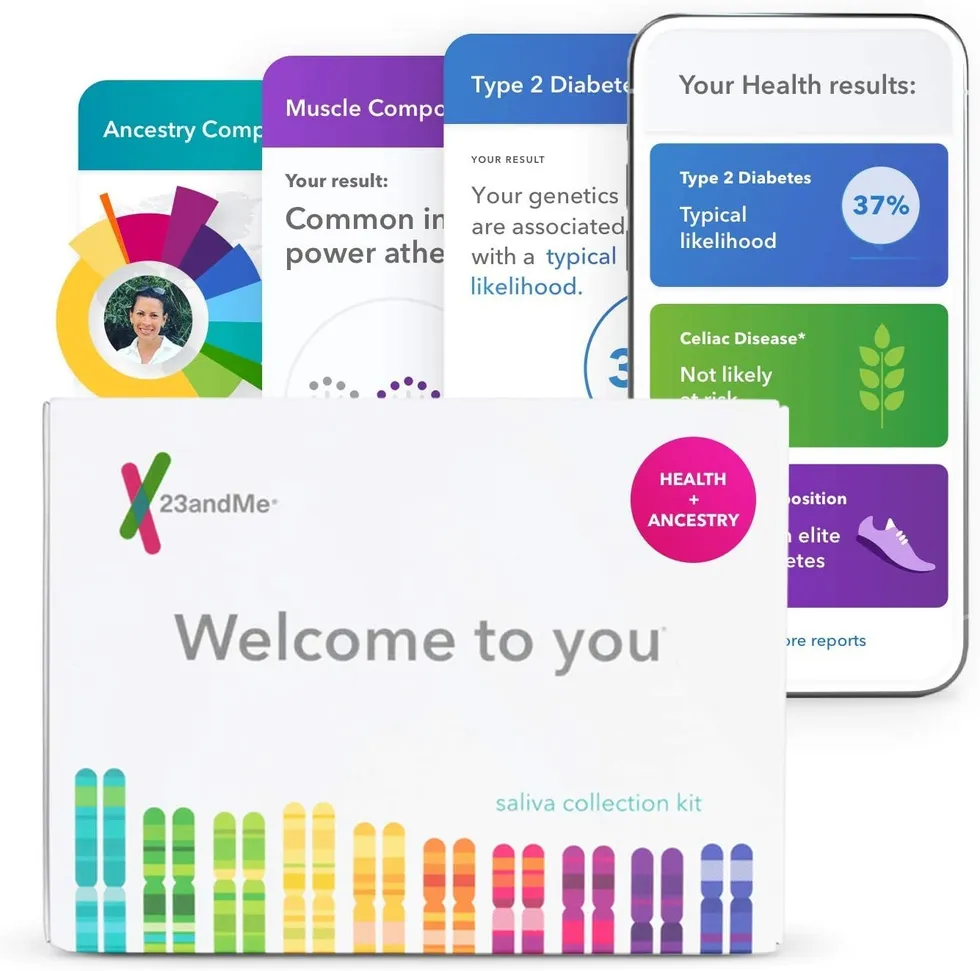 Ancestry Comp
Muscle Compo
Your result:
Common in
power athe
Type 2 Diabete
YOUR RESULT
Your genetics
are associated
with a typical
likelihood.
3
Your Health results:
Type 2 Diabetes
Typical
likelihood
37%
Celiac Disease*
Not likely
at risk
osition
elite
etes
ore reports
23andMe®
HEALTH
+
ANCESTRY
Welcome to you®
saliva collection kit